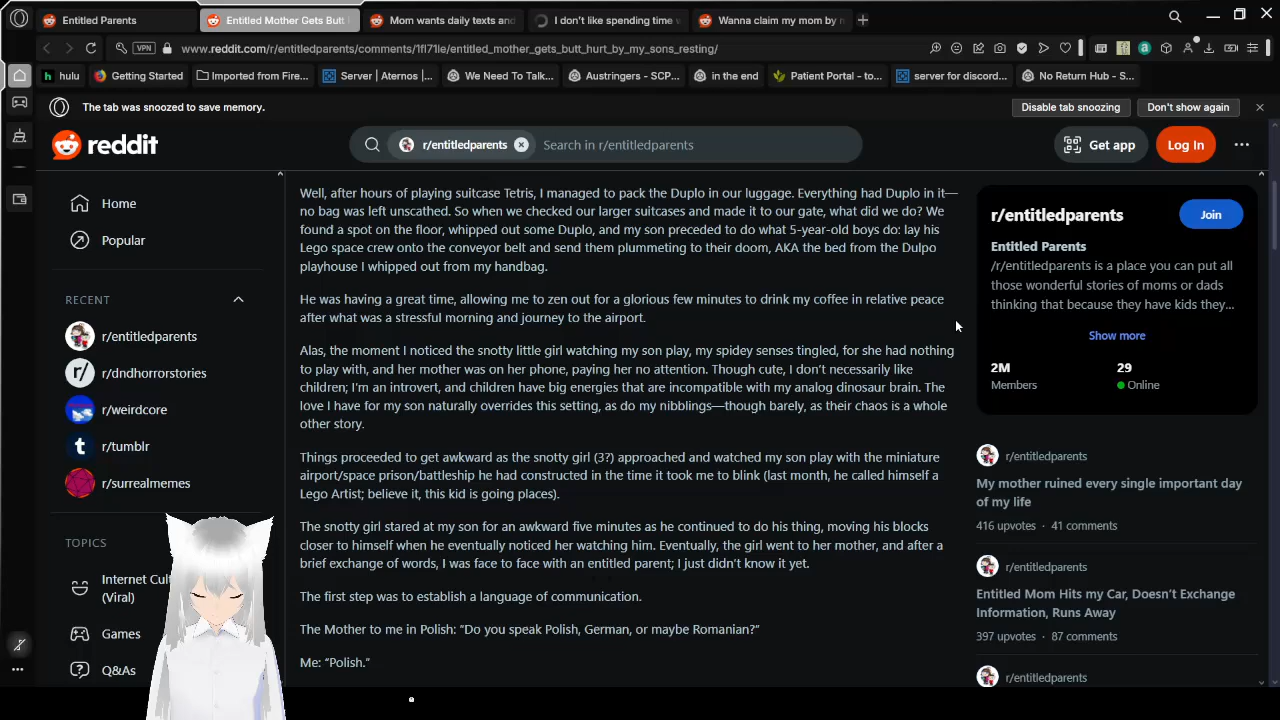 Entitled Parents
Entitled Mother Gets Butt
Mom wants daily texts and
I don't like spending time
Wanna claim my mom by
VPN
www.reddit.com/r/entitledparents/comments/1fl71le/entitled_mother_gets_butt_hurt_by_my_sons_resting/
hulu
Getting Started
Imported from Fire...
Server | Aternos |...
We Need To Talk...
Austringers - SCP...
in the end
Patient Portal - to...
server for discord...
No Return Hub - S...
The tab was snoozed to save memory.
Disable tab snoozing
Don't show again
reddit
r/entitledparents
Search in r/entitledparents
Get app
Log In
Home
Popular
RECENT
r/entitledparents
r/dndhorrorstories
r/weirdcore
r/tumblr
r/surrealmemes
TOPICS
Internet Cul
(Viral)
Games
Q&As
Well, after hours of playing suitcase Tetris, I managed to pack the Duplo in our luggage. Everything had Duplo in it—
no bag was left unscathed. So when we checked our larger suitcases and made it to our gate, what did we do? We
found a spot on the floor, whipped out some Duplo, and my son preceded to do what 5-year-old boys do: lay his
Lego space crew onto the conveyor belt and send them plummeting to their doom, AKA the bed from the Dulpo
playhouse I whipped out from my handbag.
He was having a great time, allowing me to zen out for a glorious few minutes to drink my coffee in relative peace
after what was a stressful morning and journey to the airport.
Alas, the moment I noticed the snotty little girl watching my son play, my spidey senses tingled, for she had nothing
to play with, and her mother was on her phone, paying her no attention. Though cute, I don't necessarily like
children; I'm an introvert, and children have big energies that are incompatible with my analog dinosaur brain. The
love I have for my son naturally overrides this setting, as do my nibblings—though barely, as their chaos is a whole
other story.
Things proceeded to get awkward as the snotty girl (3?) approached and watched my son play with the miniature
airport/space prison/battleship he had constructed in the time it took me to blink (last month, he called himself a
Lego Artist; believe it, this kid is going places).
The snotty girl stared at my son for an awkward five minutes as he continued to do his thing, moving his blocks
closer to himself when he eventually noticed her watching him. Eventually, the girl went to her mother, and after a
brief exchange of words, I was face to face with an entitled parent; I just didn't know it yet.
The first step was to establish a language of communication.
The Mother to me in Polish: “Do you speak Polish, German, or maybe Romanian?”
Me: “Polish.”
r/entitledparents
Join
Entitled Parents
/r/entitledparents is a place you can put all
those wonderful stories of moms or dads
thinking that because they have kids they...
Show more
2M
Members
29
Online
r/entitledparents
My mother ruined every single important day
of my life
416 upvotes · 41 comments
r/entitledparents
Entitled Mom Hits my Car, Doesn't Exchange
Information, Runs Away
397 upvotes · 87 comments
r/entitledparents